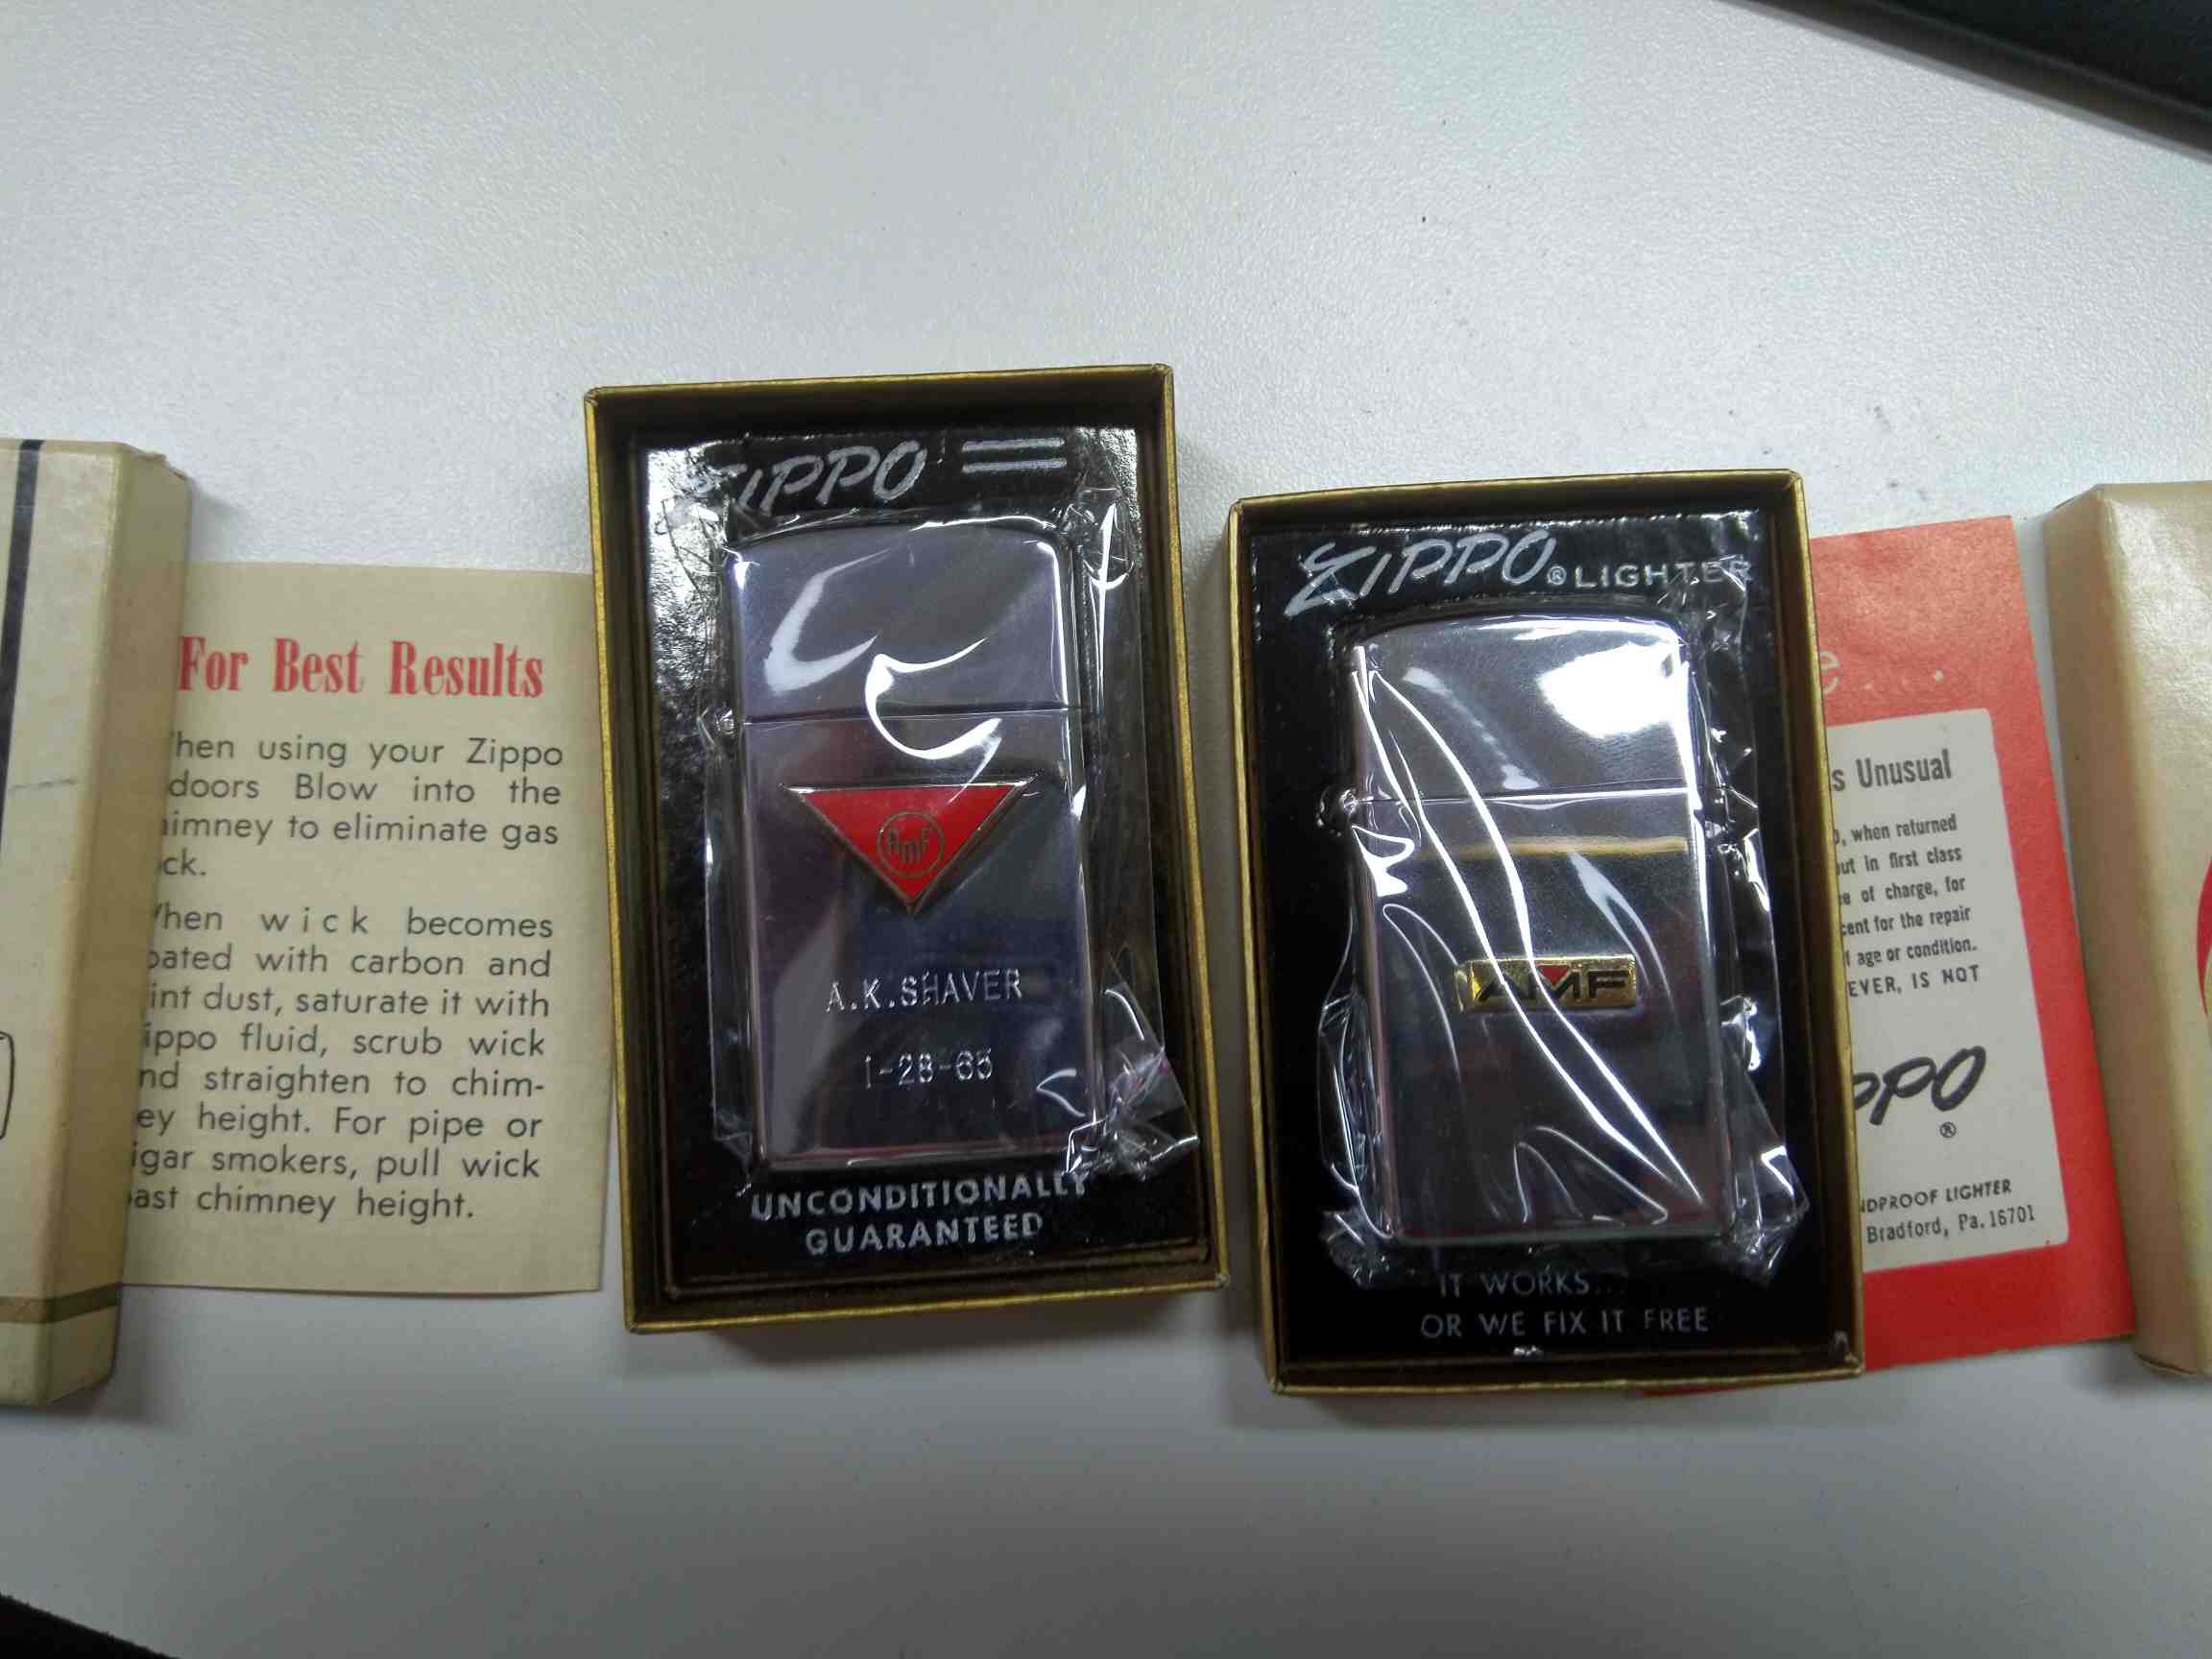 For Best Results
hen using your Zippo
doors Blow into the
imney to eliminate gas
ck.
hen wick becomes
ated with carbon and
int dust, saturate it with
ippo fluid, scrub wick
nd straighten to chim-
ey height. For pipe or
igar smokers, pull wick
ast chimney height.
ZIPPO
AMF
A.K.SHAVER
1-28-65
UNCONDITIONALLY
GUARANTEED
ZIPPO® LIGHTER
AMF
IT WORKS...
OR WE FIX IT FREE
e....
s Unusual
, when returned
ut in first class
e of charge, for
cent for the repair
f age or condition.
EVER, IS NOT
PPO
®
NDPROOF LIGHTER
Bradford, Pa. 16701